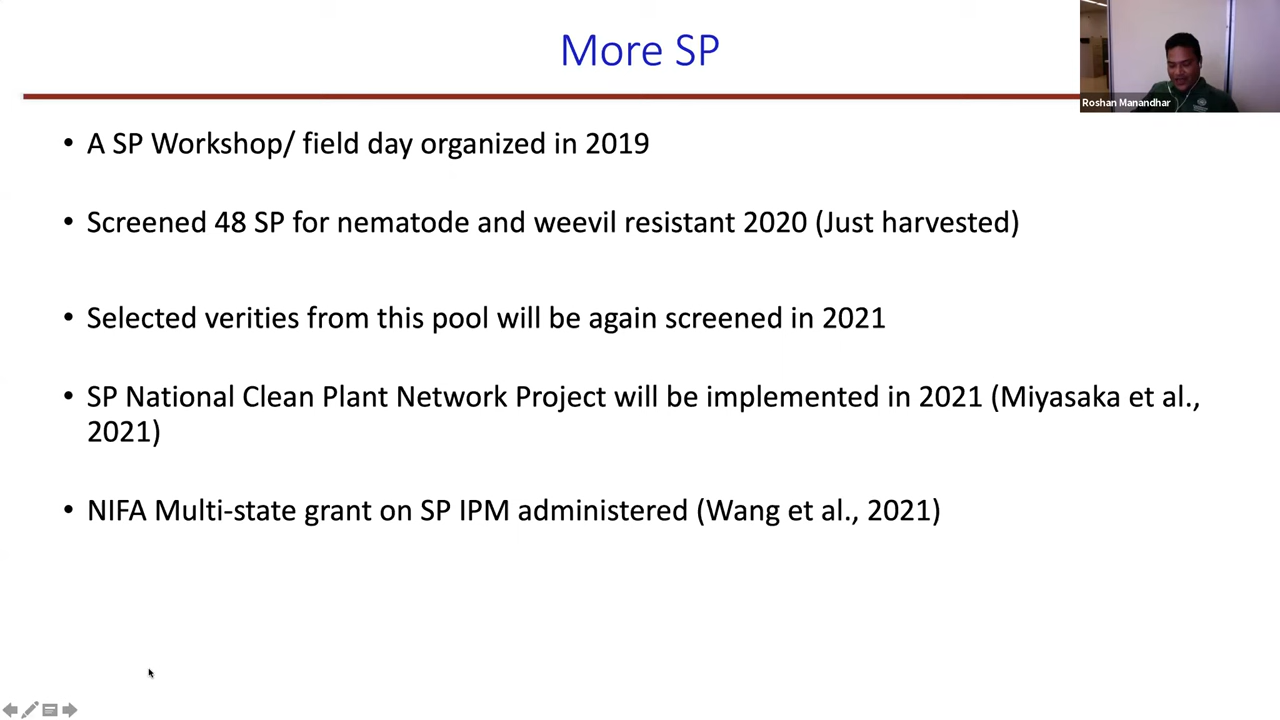 More SP
Roshan Manandhar
• A SP Workshop/ field day organized in 2019
• Screened 48 SP for nematode and weevil resistant 2020 (Just harvested)
• Selected verities from this pool will be again screened in 2021
• SP National Clean Plant Network Project will be implemented in 2021 (Miyasaka et al.,
2021)
• NIFA Multi-state grant on SP IPM administered (Wang et al., 2021)